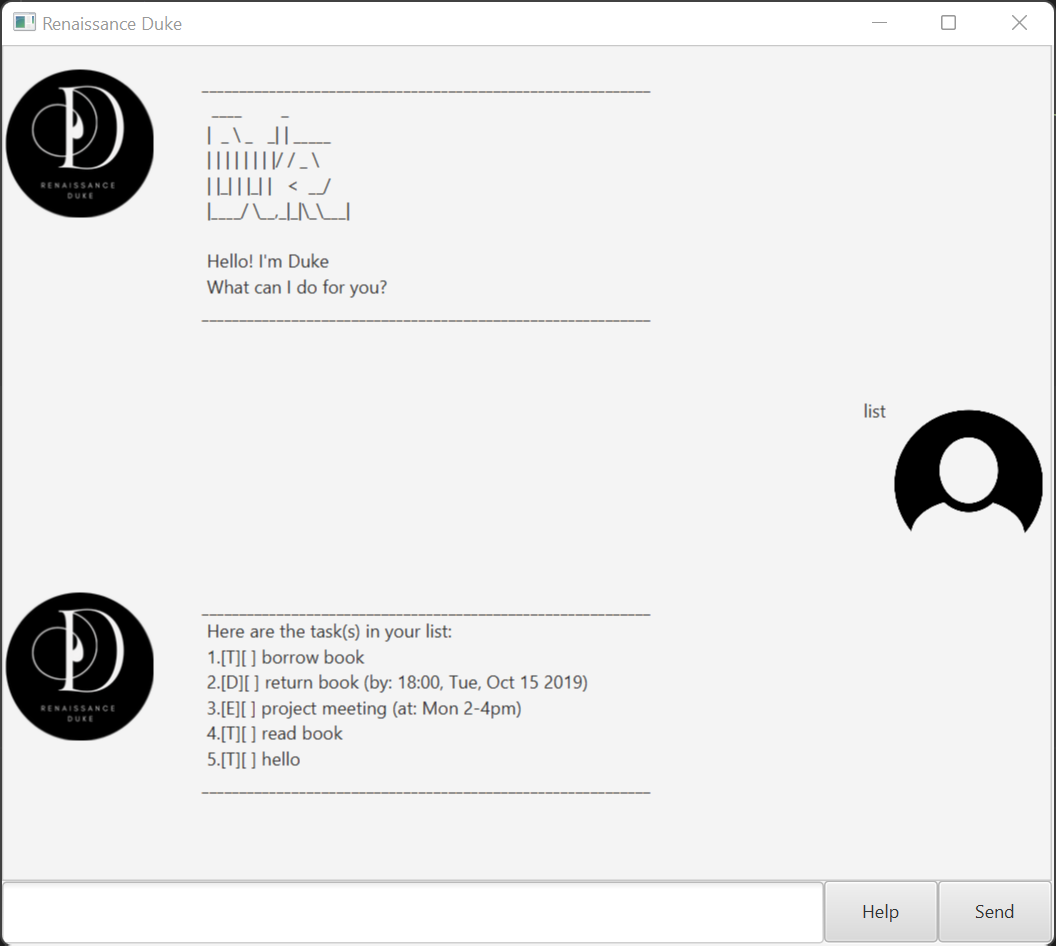 Renaissance Duke
RENAISSANCE
DUKE
____________________________________________________________
 ____        _
|  _ \ _   _| | _____
| | | | | | | |/ / _ \
| |_| | |_| |   <  __/
|____/ \__,_|_|\_\___|
Hello! I'm Duke
What can I do for you?
____________________________________________________________
list
RENAISSANCE
DUKE
____________________________________________________________
Here are the task(s) in your list:
1.[T][ ] borrow book
2.[D][ ] return book (by: 18:00, Tue, Oct 15 2019)
3.[E][ ] project meeting (at: Mon 2-4pm)
4.[T][ ] read book
5.[T][ ] hello
____________________________________________________________
Help
Send